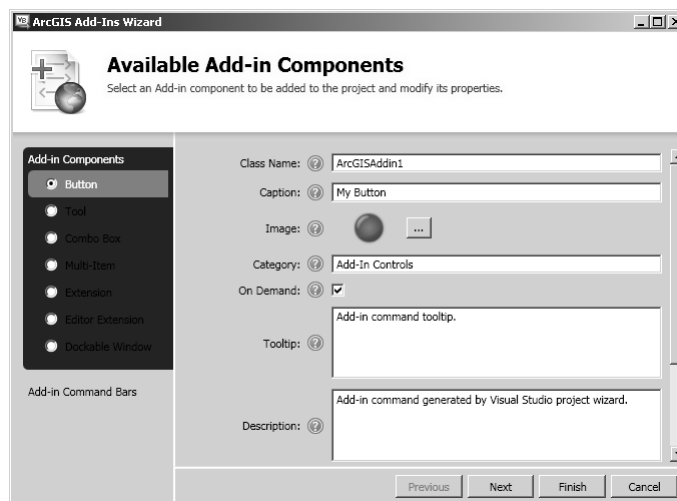 ArcGIS Add-Ins Wizard
Available Add-in Components
Select an Add-in component to be added to the project and modify its properties.
Add-in Components
Button
Tool
Combo Box
Multi-Item
Extension
Editor Extension
Dockable Window
Add-in Command Bars
Class Name: ArcGISAddin1
Caption: My Button
Image: ...
Category: Add-In Controls
On Demand:
Tooltip: Add-in command tooltip.
Description: Add-in command generated by Visual Studio project wizard.
Previous Next Finish Cancel